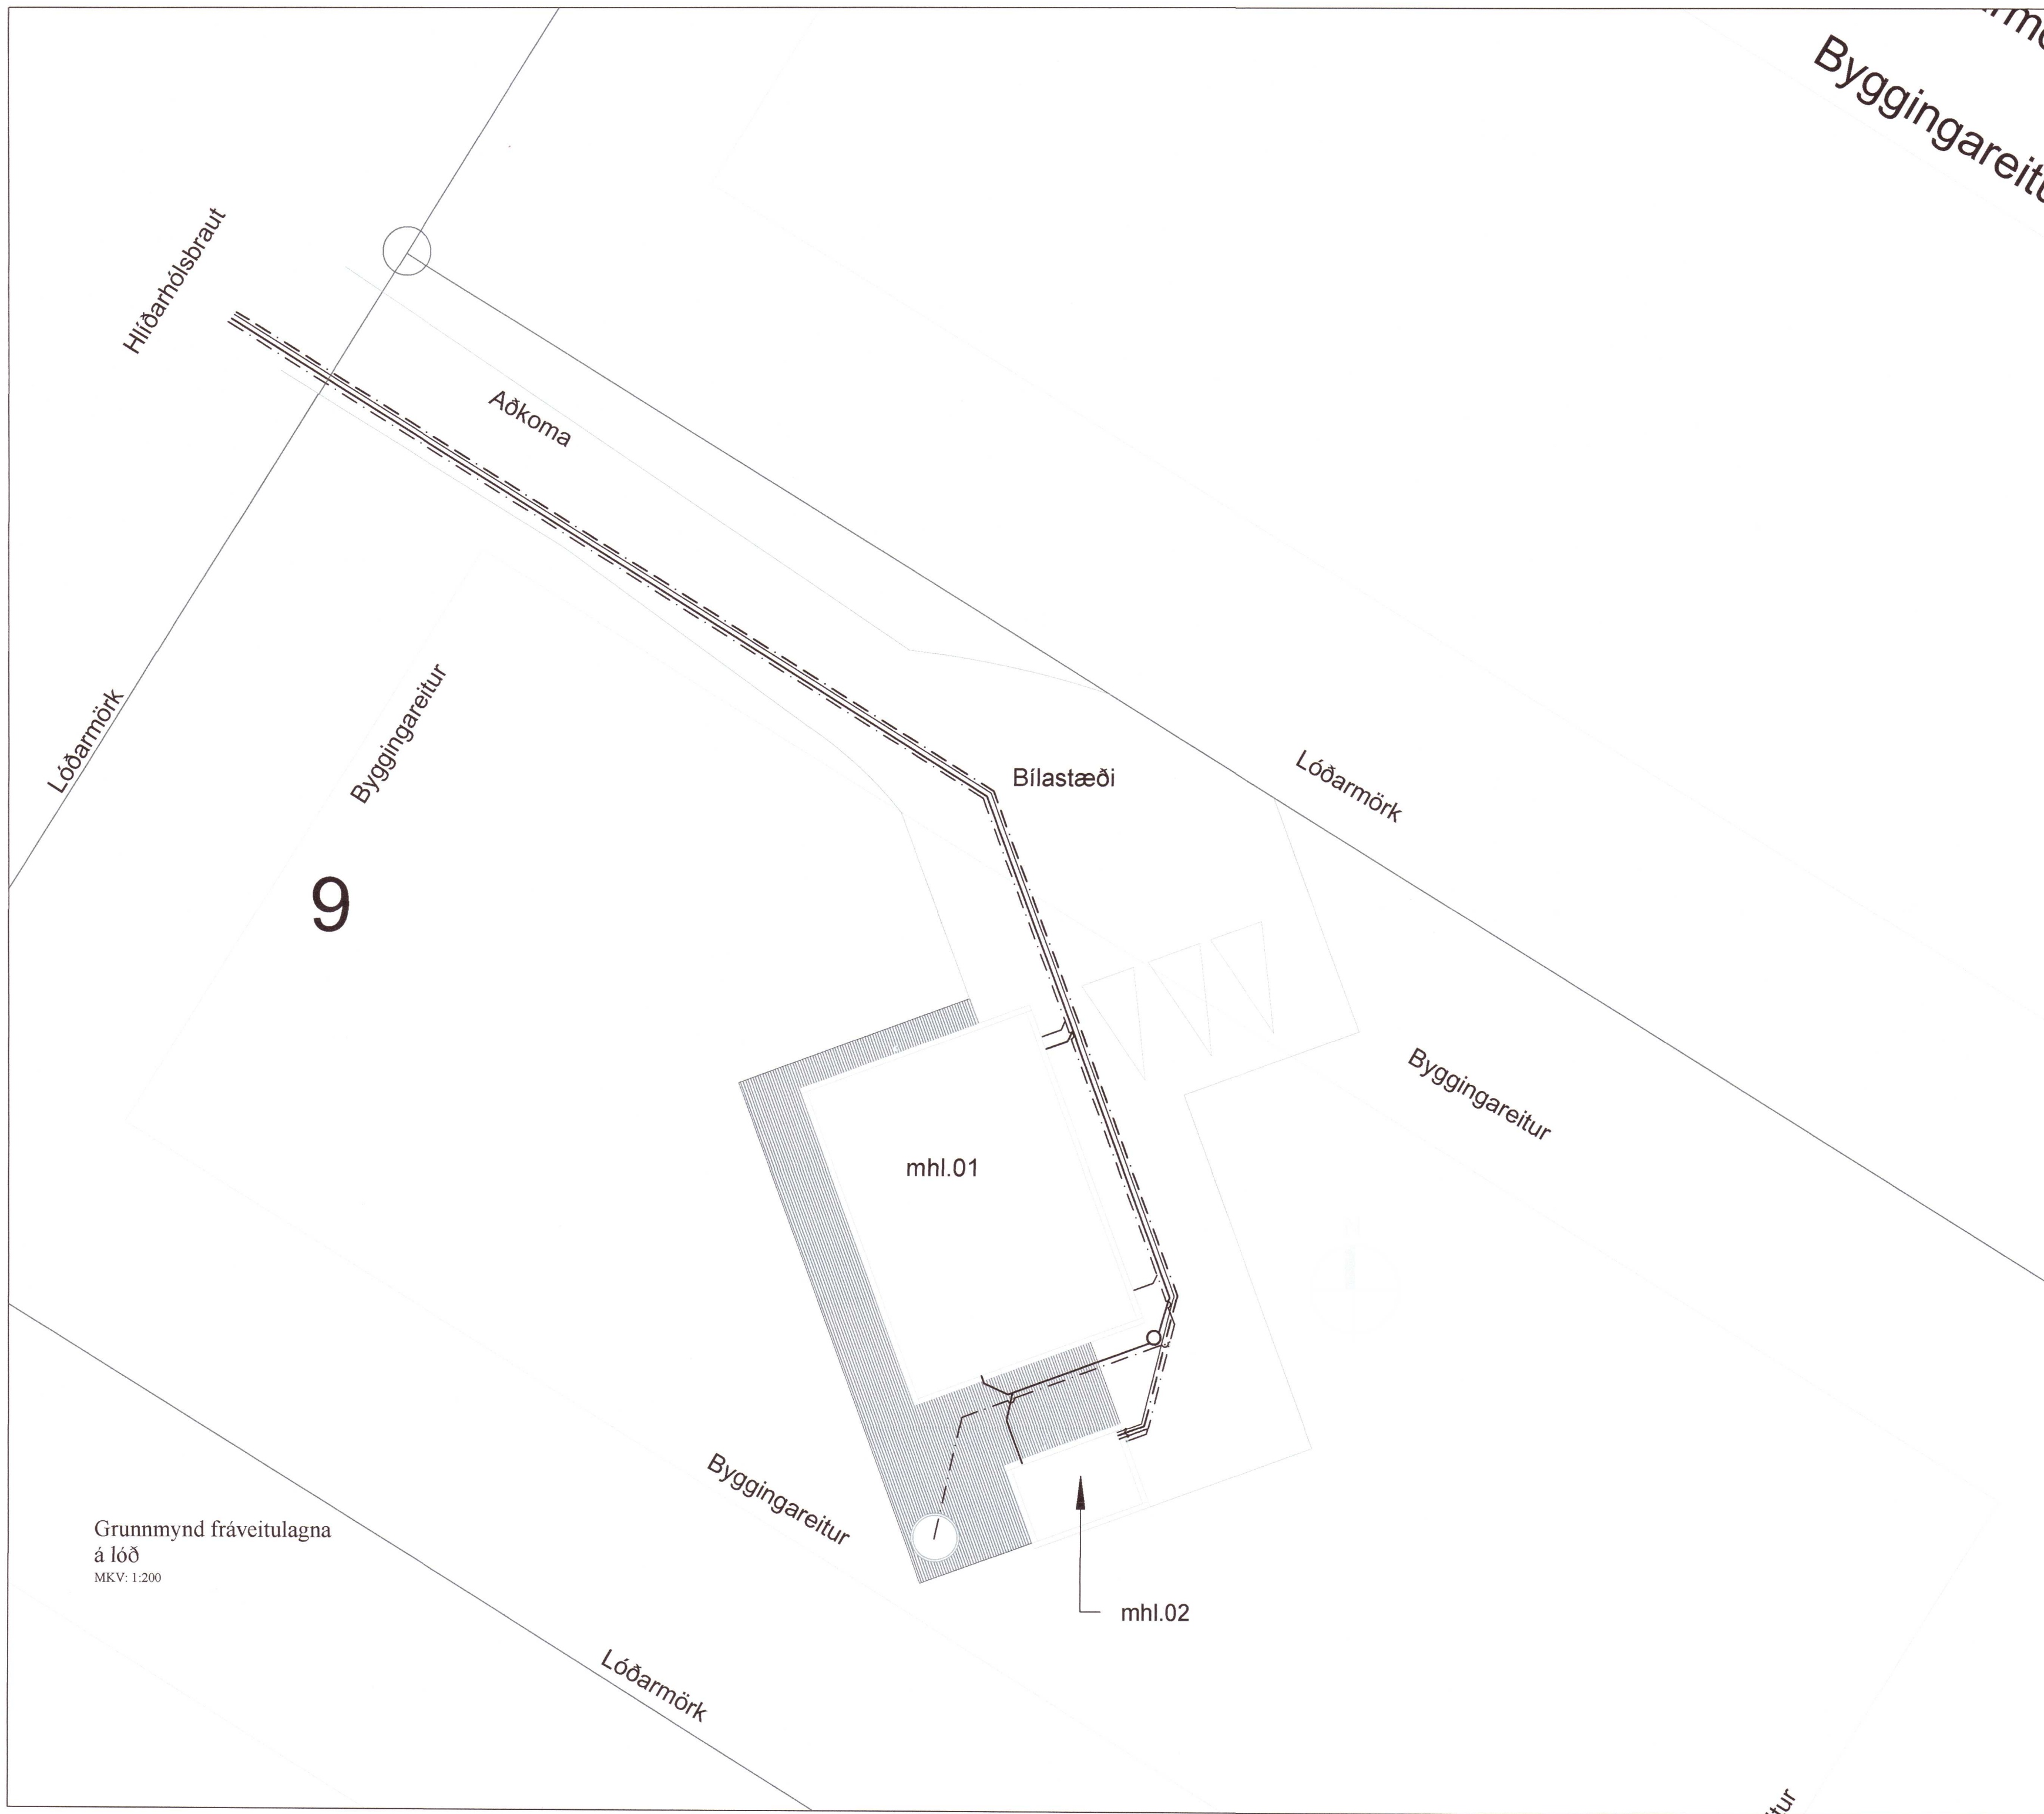 Byggingareitu
Hlíðarhólsbraut
Aðkoma
Lóðarmörk
Byggingareitur
Bílastæði
Lóðarmörk
9
Byggingareitur
mhl.01
Byggingareitur
Grunnmynd fráveitulagna
á lóð
MKV: 1:200
mhl.02
Lóðarmörk